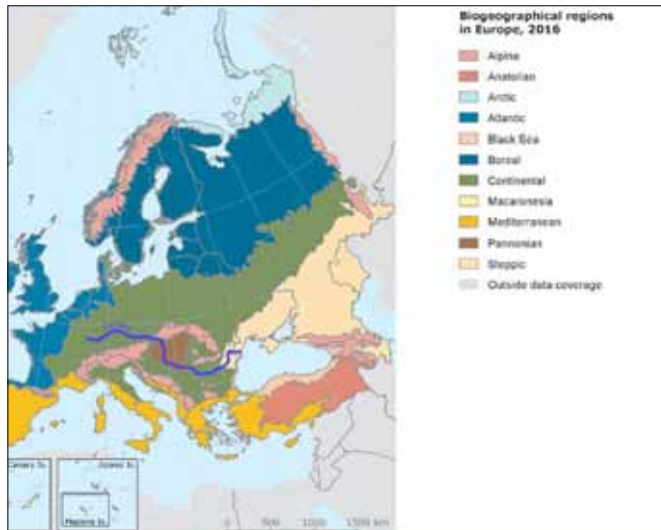 Biogeographical regions
in Europe, 2016
Alpine
Anatolian
Arctic
Atlantic
Black Sea
Boreal
Continental
Macaronesia
Mediterranean
Pannonian
Steppic
Outside data coverage
Canary Is.
Azores Is.
Madeira Is.
0 500 1000 1500 km